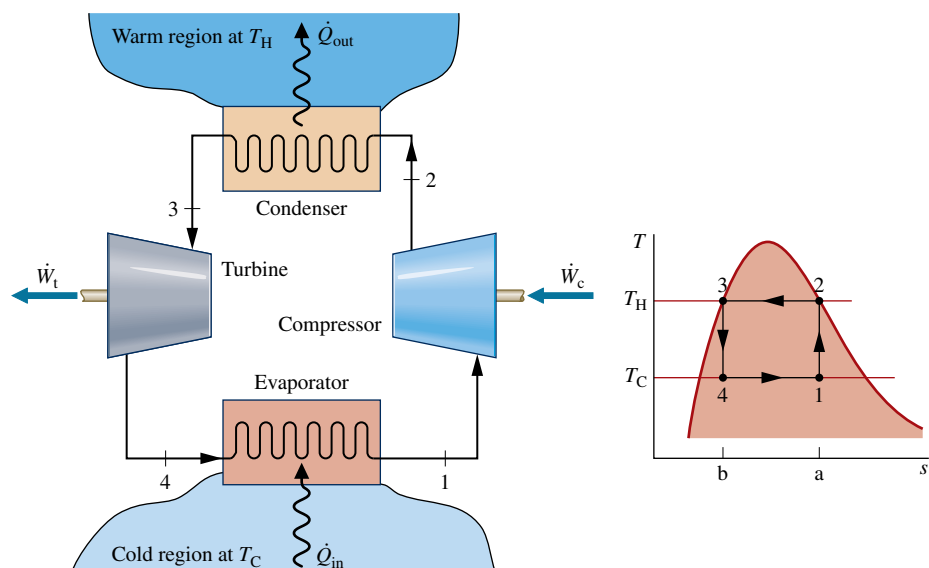 Warm region at T_H
Q̇_out
2
3
Condenser
Ẇ_t
Turbine
Ẇ_c
Compressor
Evaporator
4
1
Cold region at T_C
Q̇_in
T
3 2
T_H
T_C
4 1
b a s